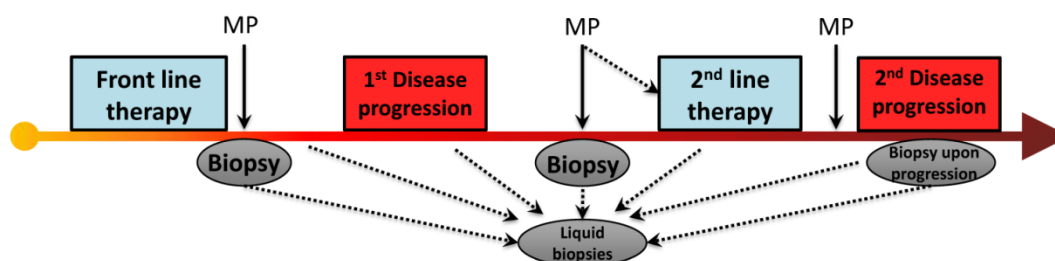 MP
MP
MP
Front line
therapy
1st Disease
progression
2nd line
therapy
2nd Disease
progression
Biopsy
Biopsy
Biopsy upon
progression
Liquid
biopsies